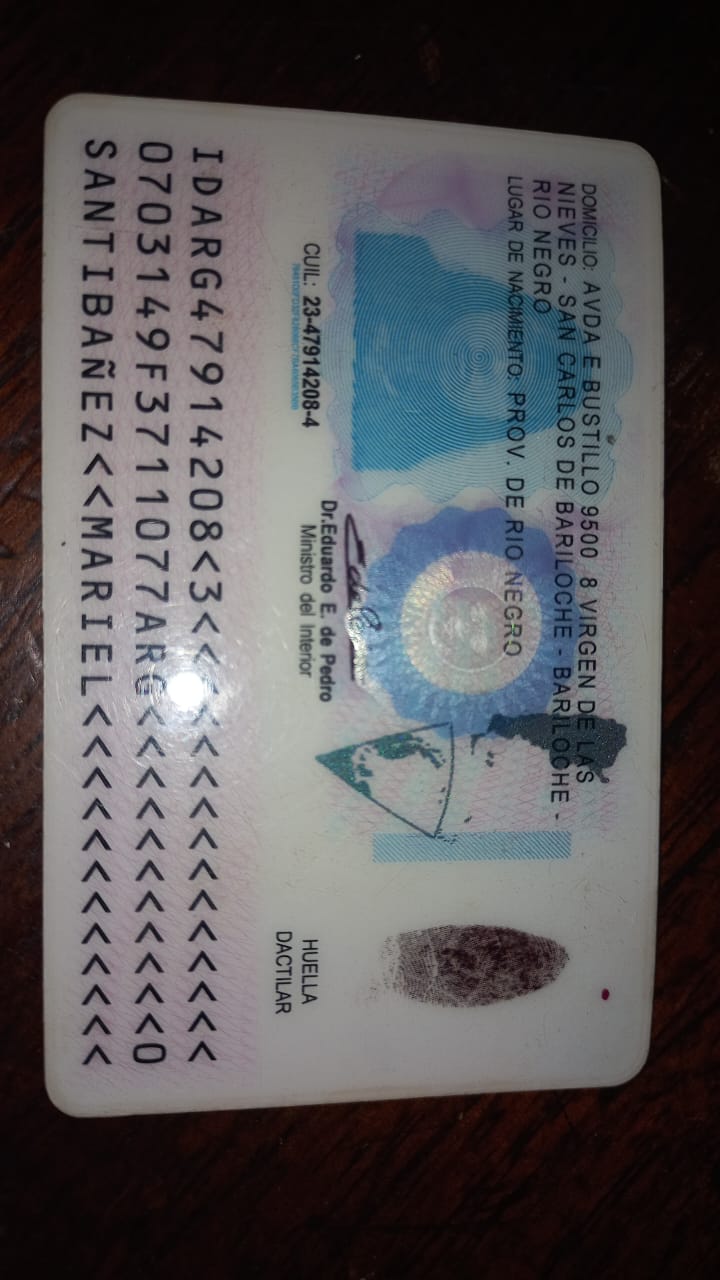 DOMICILIO: AVDA E BUSTILLO 9500 8 VIRGEN DE LAS
NIEVES - SAN CARLOS DE BARILOCHE - BARILOCHE -
RIO NEGRO
LUGAR DE NACIMIENTO: PROV. DE RIO NEGRO
CUIL: 23-47914208-4
Dr.Eduardo E. de Pedro
Ministro del Interior
HUELLA
DACTILAR
IDARG47914208<3<<<<<<<<<<<<<<<
0703149F3711077ARG<<<<<<<<<<<0
SANTIBAÑEZ<<MARIEL<<<<<<<<<<<<